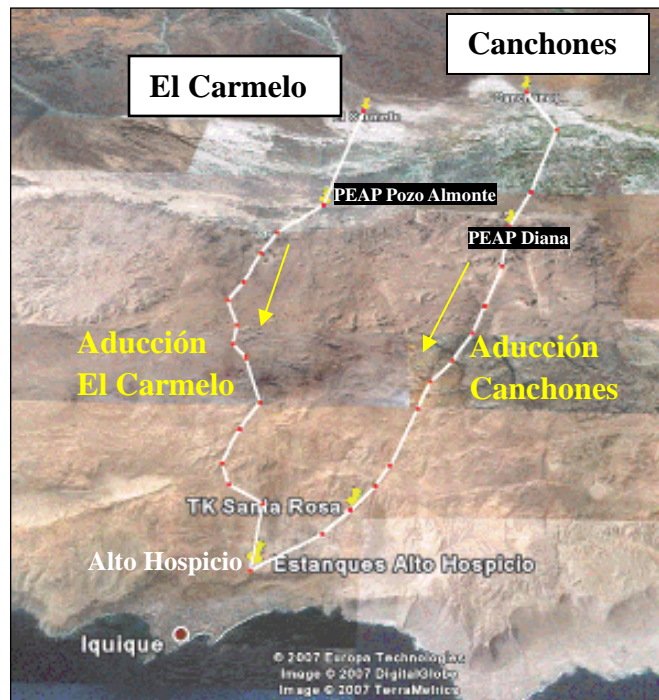 Canchones
El Carmelo
Canchones
PEAP Pozo Almonte
PEAP Diana
Aducción
El Carmelo
Aducción
Canchones
TK Santa Rosa
Alto Hospicio
Estanques Alto Hospicio
Iquique
© 2007 Europa Technologies
Image © 2007 DigitalGlobe
Image © 2007 TerraMetrics